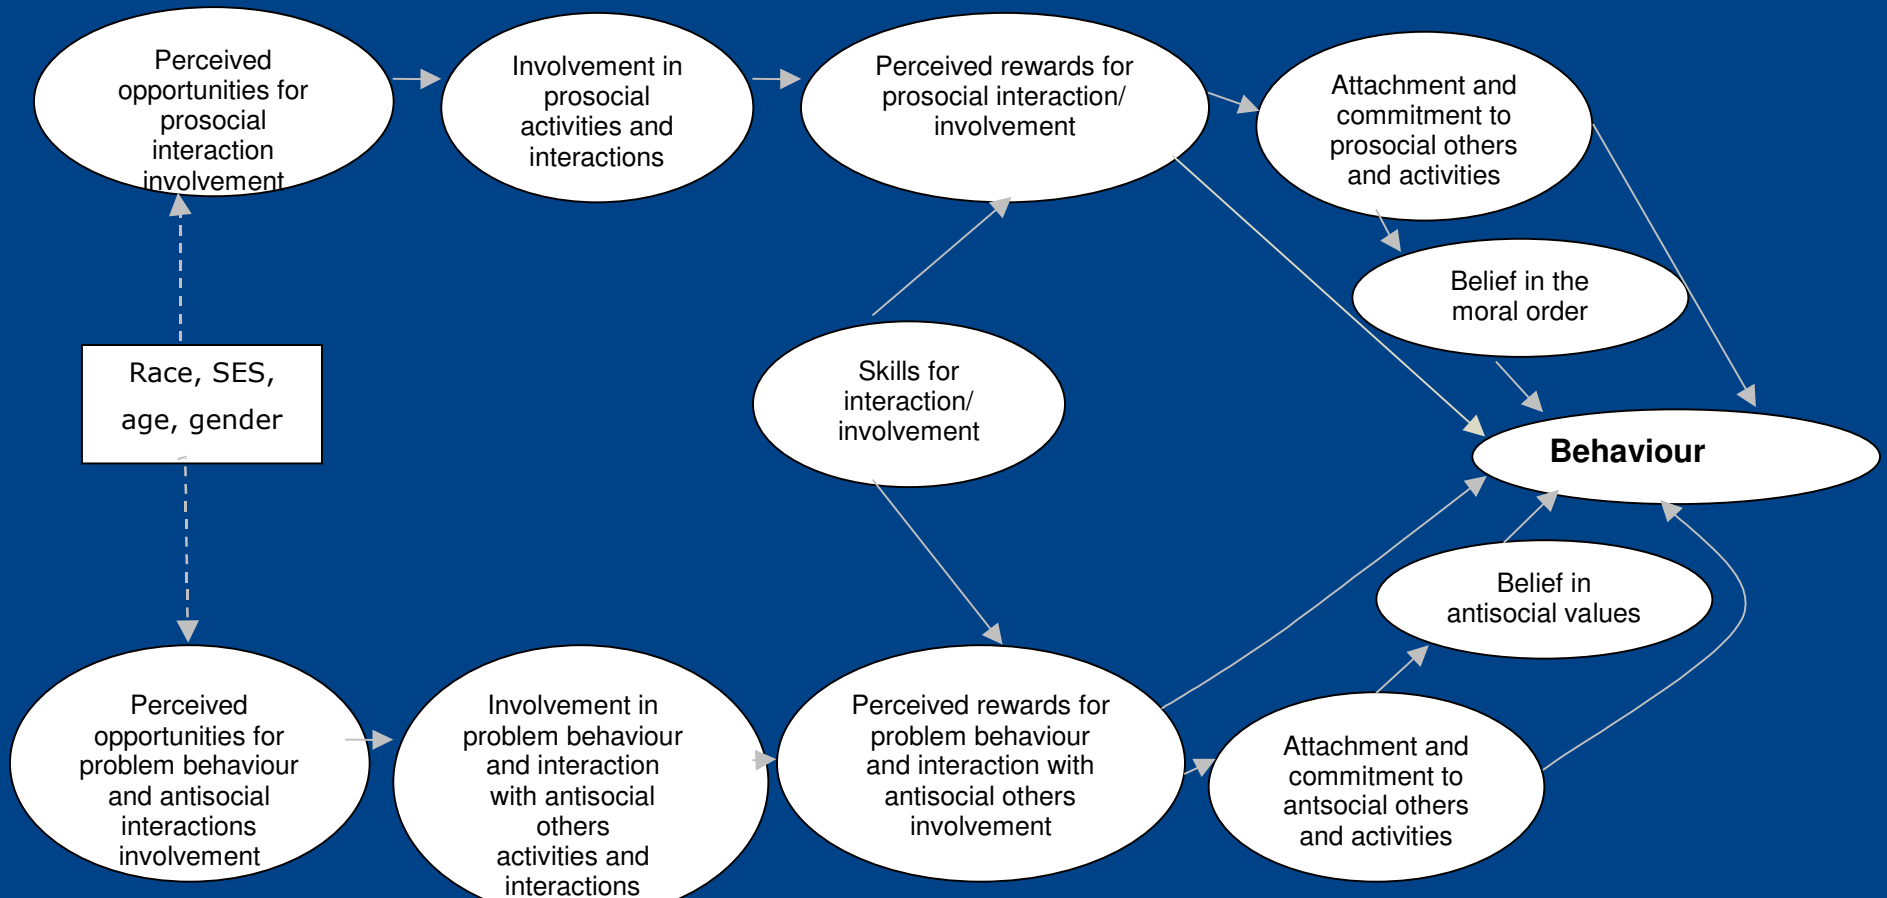 Perceived
opportunities for
prosocial
interaction
involvement
Involvement in
prosocial
activities and
interactions
Perceived rewards for
prosocial interaction/
involvement
Attachment and
commitment to
prosocial others
and activities
Belief in the
moral order
Race, SES,
age, gender
Skills for
interaction/
involvement
Behaviour
Belief in
antisocial values
Perceived
opportunities for
problem behaviour
and antisocial
interactions
involvement
Involvement in
problem behaviour
and interaction
with antisocial
others
activities and
interactions
Perceived rewards for
problem behaviour
and interaction with
antisocial others
involvement
Attachment and
commitment to
antsocial others
and activities